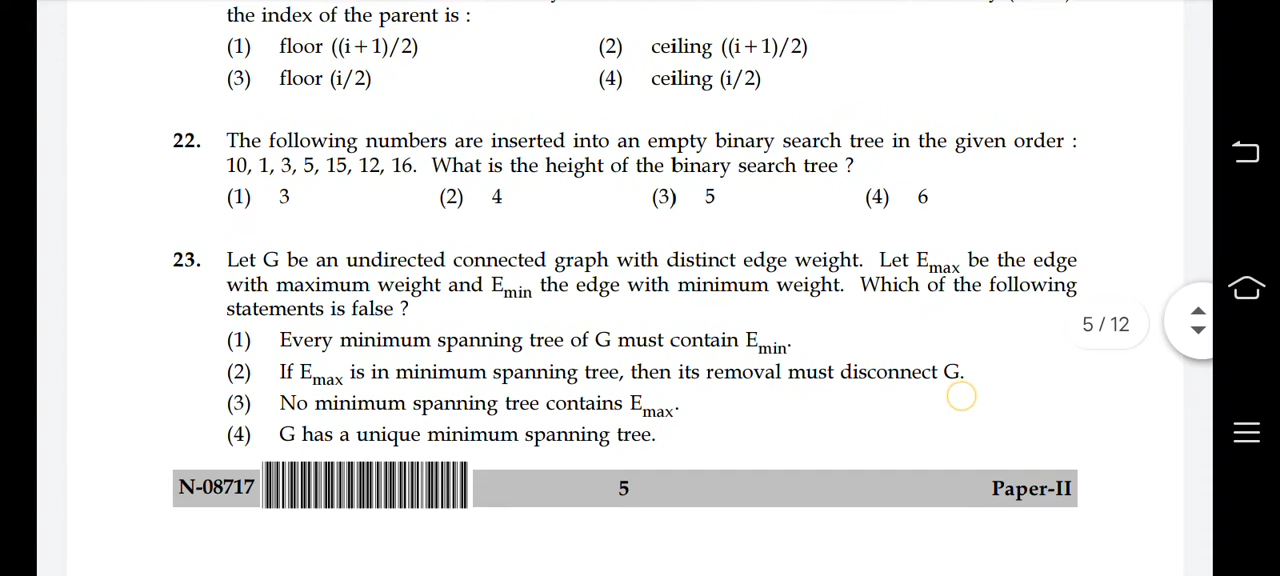 the index of the parent is :
(1) floor ((i+1)/2) (2) ceiling ((i+1)/2)
(3) floor (i/2) (4) ceiling (i/2)
22. The following numbers are inserted into an empty binary search tree in the given order :
10, 1, 3, 5, 15, 12, 16. What is the height of the binary search tree ?
(1) 3 (2) 4 (3) 5 (4) 6
23. Let G be an undirected connected graph with distinct edge weight. Let Emax be the edge
with maximum weight and Emin the edge with minimum weight. Which of the following
statements is false ?
(1) Every minimum spanning tree of G must contain Emin.
(2) If Emax is in minimum spanning tree, then its removal must disconnect G.
(3) No minimum spanning tree contains Emax.
(4) G has a unique minimum spanning tree.
5 / 12
N-08717 5 Paper-II